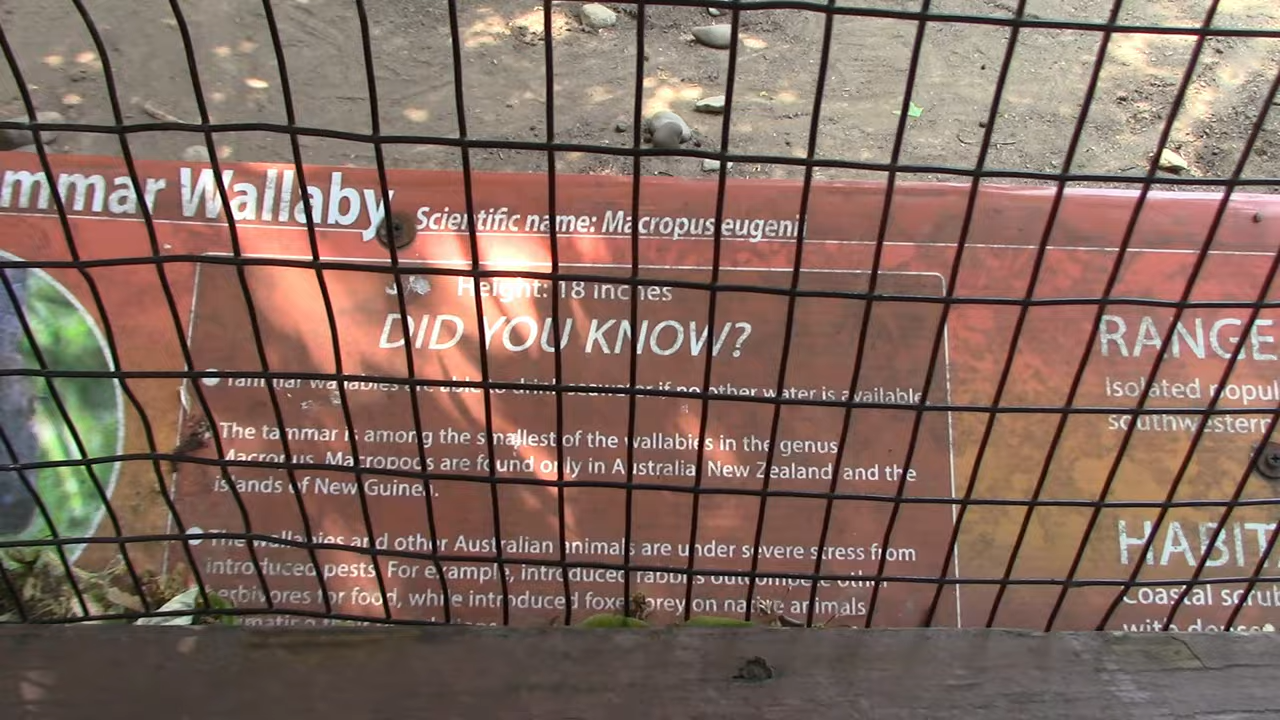 mmar Wallaby
Scientific name: Macropus eugenii
Height: 18 inches
DID YOU KNOW?
Tammar wallabies are able to drink seawater if no other water is available.
The tammar is among the smallest of the wallabies in the genus
Macropus. Macropods are found only in Australia, New Zealand, and the
islands of New Guinea.
The wallabies and other Australian animals are under severe stress from
introduced pests. For example, introduced rabbits outcompete other
erbivores for food, while introduced foxes prey on native animals
RANGE
Isolated popul
southwestern
HABIT
Coastal scrub
with dense